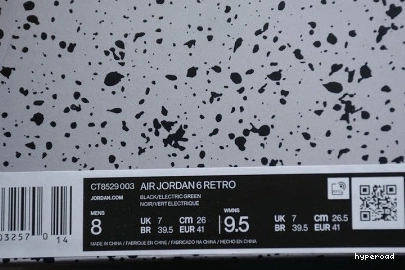 CT8529 003 AIR JORDAN 6 RETRO
JORDAN.COM
BLACK/ELECTRIC GREEN
NOIR/VERT ELECTRIQUE
MENS
8
UK 7 cm 26
BR 39.5 EUR 41
WMNS
9.5
UK 7 cm 26.5
BR 39.5 EUR 41
03257 014
MADE IN CHINA / FABRIQUE EN CHINE / FABRICADO NA CHINA / HECHO EN CHINA
hyperoad